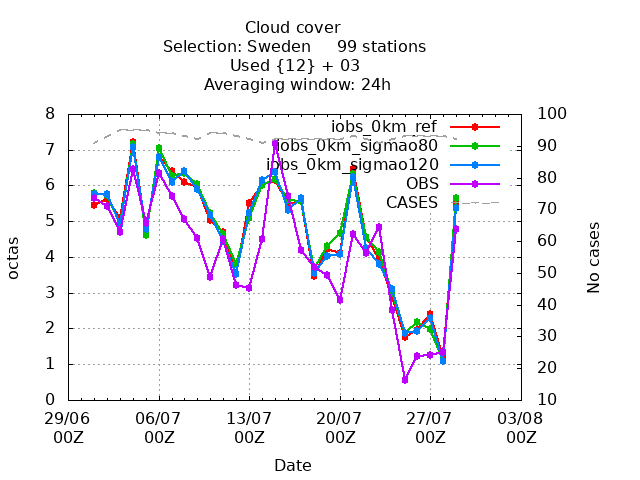 Cloud cover
Selection: Sweden     99 stations
Used {12} + 03
Averaging window: 24h
8 100
7 90
6 80
5 70
4 60
3 50
2 40
1 30
0 20
10
octas
No cases
iobs_0km_ref
iobs_0km_sigmao80
iobs_0km_sigmao120
OBS
CASES
29/06 06/07 13/07 20/07 27/07 03/08
00Z 00Z 00Z 00Z 00Z 00Z
Date